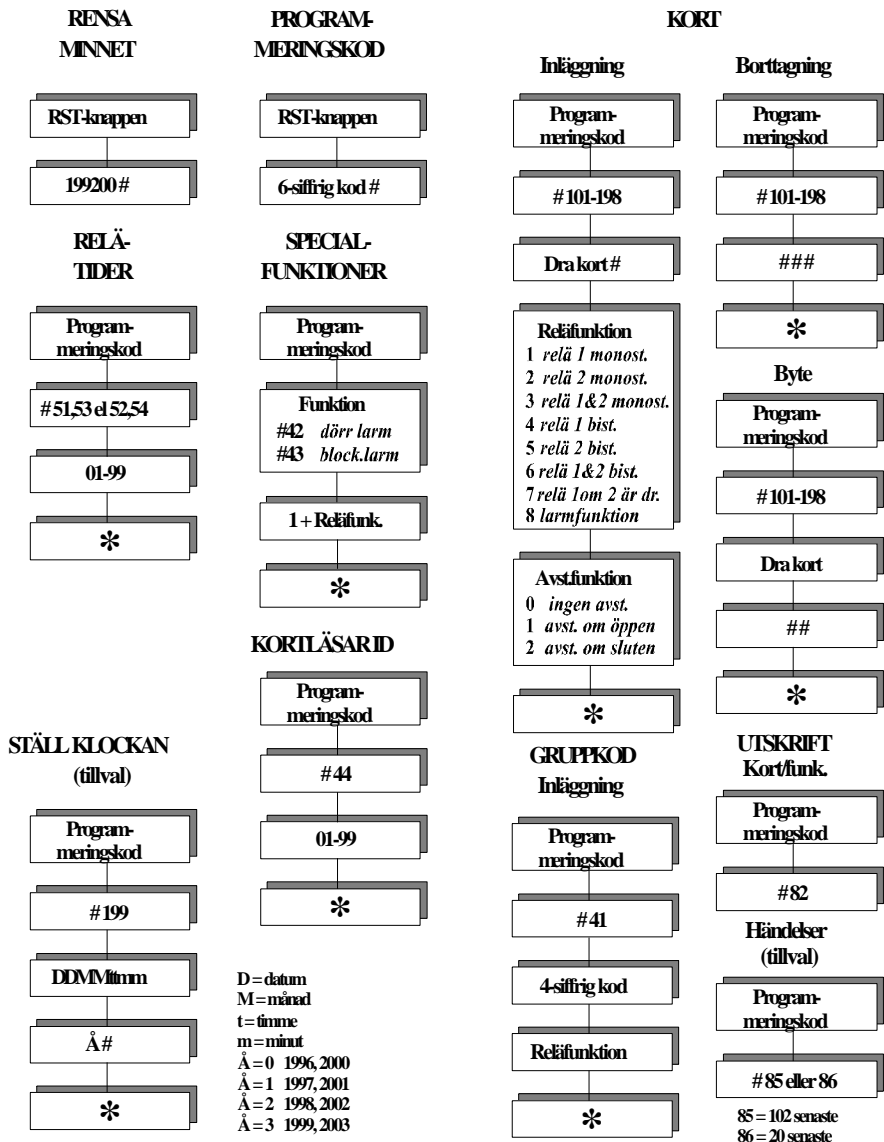 RENSA
MINNET
RST-knappen
199200 #
RELÄ-
TIDER
Program-
meringskod
# 51,53 el 52,54
01-99
*
STÄLL KLOCKAN
(tillval)
Program-
meringskod
# 199
DDMMttmm
Å #
*
PROGRAM-
MERINGSKOD
RST-knappen
6-siffrig kod #
SPECIAL-
FUNKTIONER
Program-
meringskod
Funktion
#42 dörr larm
#43 block.larm
1 + Reläfunk.
*
KORTLÄSAR ID
Program-
meringskod
# 44
01-99
*
D = datum
M = månad
t = timme
m = minut
Å = 0 1996, 2000
Å = 1 1997, 2001
Å = 2 1998, 2002
Å = 3 1999, 2003
KORT
Inläggning
Program-
meringskod
# 101-198
Dra kort #
Reläfunktion
1 relä 1 monost.
2 relä 2 monost.
3 relä 1&2 monost.
4 relä 1 bist.
5 relä 2 bist.
6 relä 1&2 bist.
7 relä 1om 2 är dr.
8 larmfunktion
Avst.funktion
0 ingen avst.
1 avst. om öppen
2 avst. om sluten
*
GRUPPKOD
Inläggning
Program-
meringskod
# 41
4-siffrig kod
Reläfunktion
*
Borttagning
Program-
meringskod
# 101-198
# # #
*
Byte
Program-
meringskod
# 101-198
Dra kort
# #
*
UTSKRIFT
Kort/funk.
Program-
meringskod
# 82
Händelser
(tillval)
Program-
meringskod
# 85 eller 86
85 = 102 senaste
86 = 20 senaste